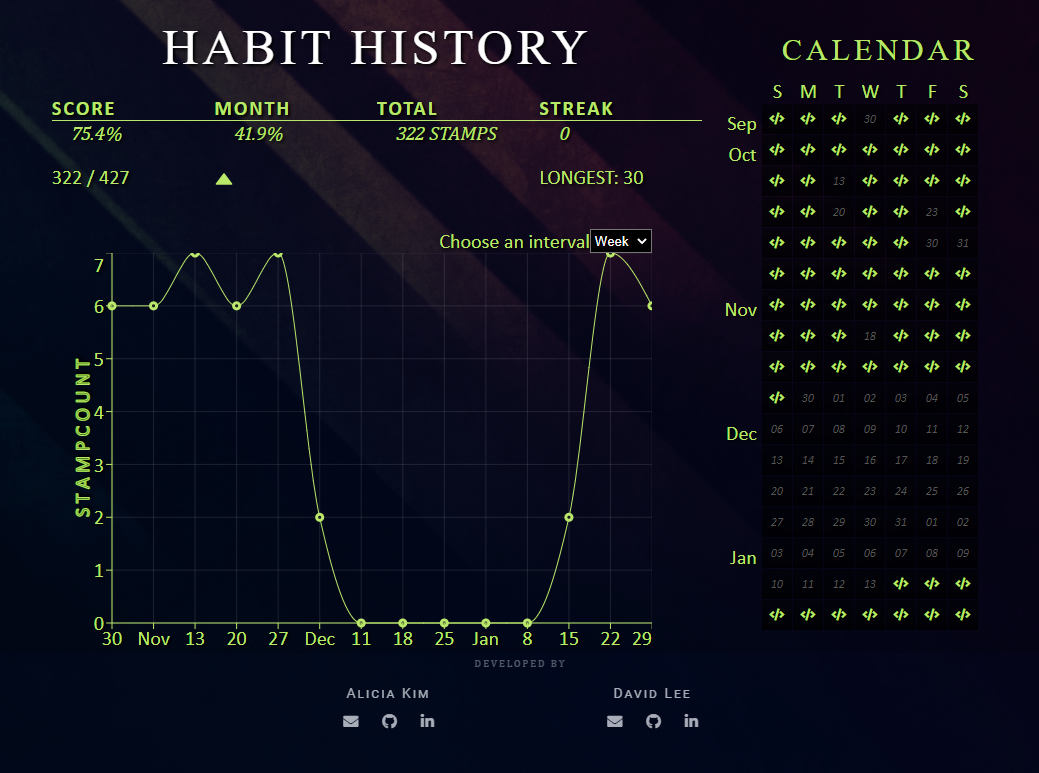 HABIT HISTORY
SCORE MONTH TOTAL STREAK
75.4% 41.9% 322 STAMPS 0
322 / 427 LONGEST: 30
Choose an interval Week
STAMPCOUNT
7
6
5
4
3
2
1
0
30 Nov 13 20 27 Dec 11 18 25 Jan 8 15 22 29
CALENDAR
S M T W T F S
Sep 30
Oct
13
20 23
30 31
Nov
18
30 01 02 03 04 05
Dec 06 07 08 09 10 11 12
13 14 15 16 17 18 19
20 21 22 23 24 25 26
27 28 29 30 31 01 02
Jan 03 04 05 06 07 08 09
10 11 12 13
DEVELOPED BY
Alicia Kim David Lee